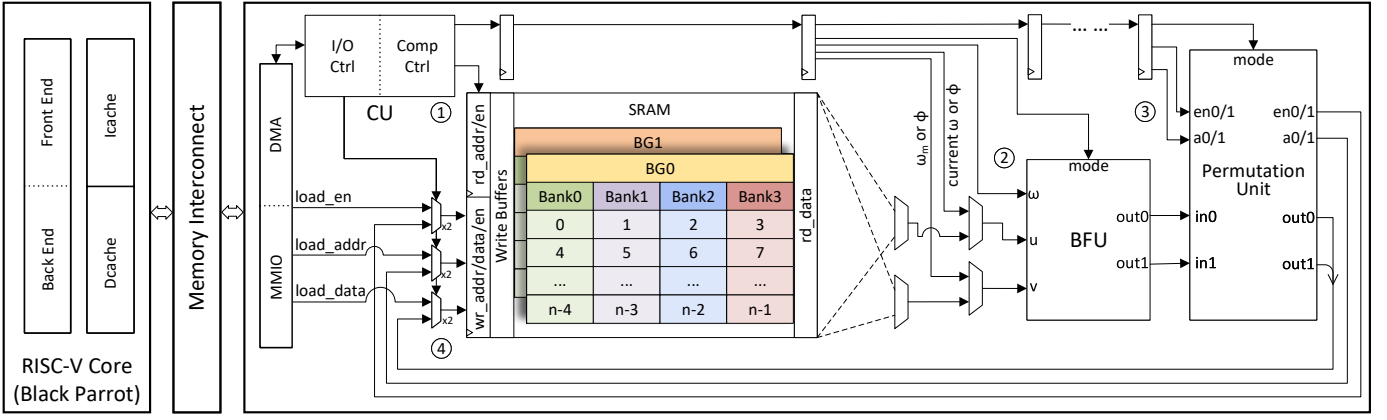 Front End
Back End
Icache
Dcache
RISC-V Core
(Black Parrot)
Memory Interconnect
DMA
MMIO
I/O
Ctrl
Comp
Ctrl
CU
①
load_en
load_addr
load_data
x2
x2
x2
④
rd_addr/en
wr_addr/data/en
Write Buffers
SRAM
BG1
BG0
Bank0 Bank1 Bank2 Bank3
0 1 2 3
4 5 6 7
... ... ... ...
n-4 n-3 n-2 n-1
rd_data
ωm or ϕ
current ω or ϕ
②
mode
ω
u
v
BFU
out0
out1
... ...
③
mode
en0/1
a0/1
en0/1
a0/1
Permutation
Unit
in0
in1
out0
out1